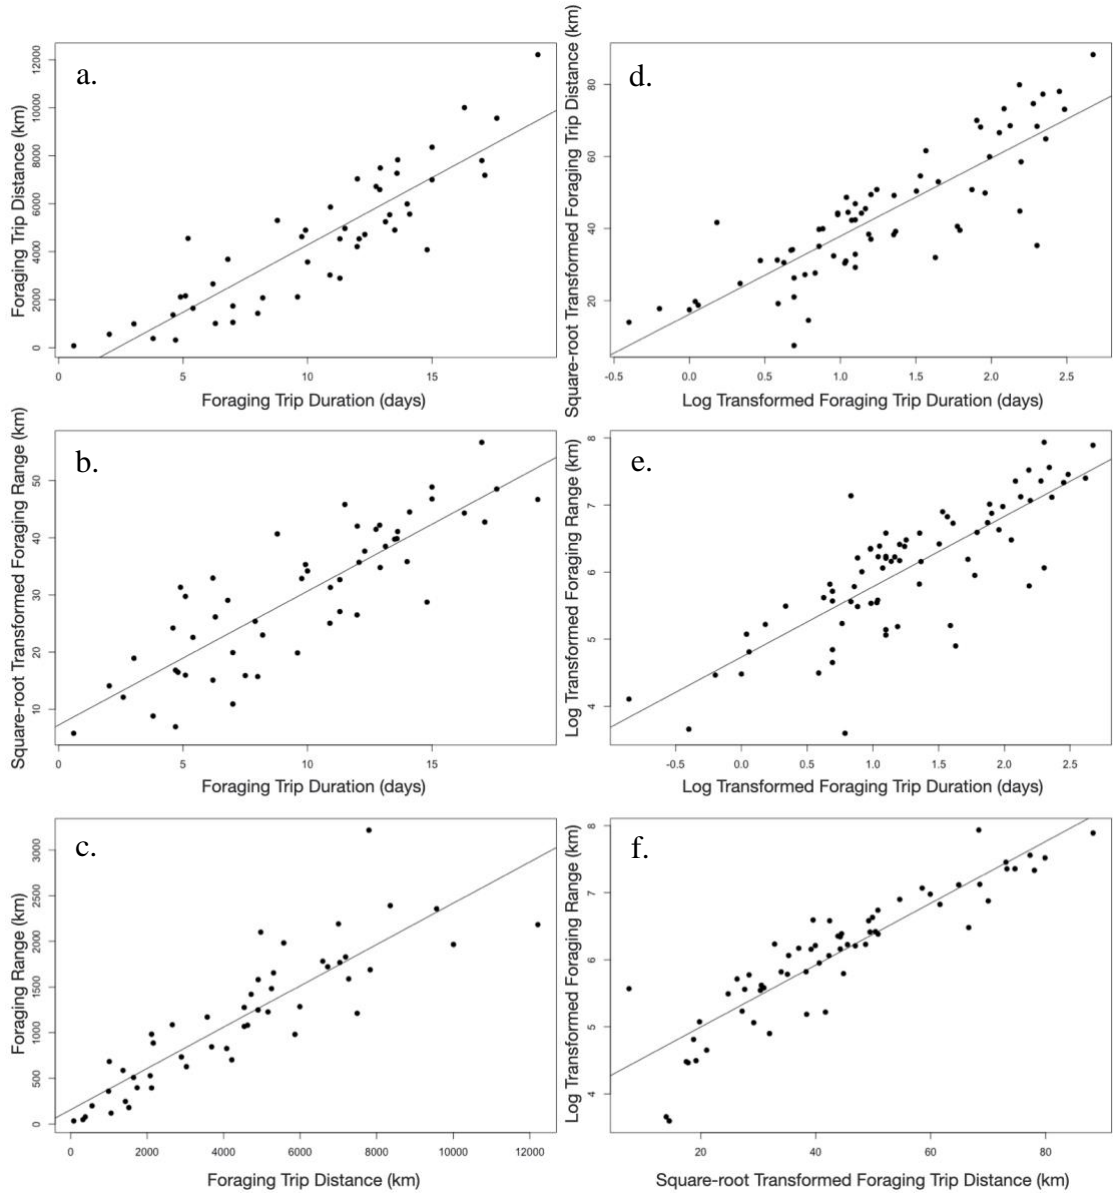 a.
Foraging Trip Distance (km)
0 2000 4000 6000 8000 10000 12000
0 5 10 15
Foraging Trip Duration (days)
d.
Square-root Transformed Foraging Trip Distance (km)
20 40 60 80
-0.5 0.0 0.5 1.0 1.5 2.0 2.5
Log Transformed Foraging Trip Duration (days)
b.
Square-root Transformed Foraging Range (km)
10 20 30 40 50
0 5 10 15
Foraging Trip Duration (days)
e.
Log Transformed Foraging Range (km)
4 5 6 7 8
-0.5 0.0 0.5 1.0 1.5 2.0 2.5
Log Transformed Foraging Trip Duration (days)
c.
Foraging Range (km)
0 500 1000 1500 2000 2500 3000
0 2000 4000 6000 8000 10000 12000
Foraging Trip Distance (km)
f.
Log Transformed Foraging Range (km)
4 5 6 7 8
20 40 60 80
Square-root Transformed Foraging Trip Distance (km)